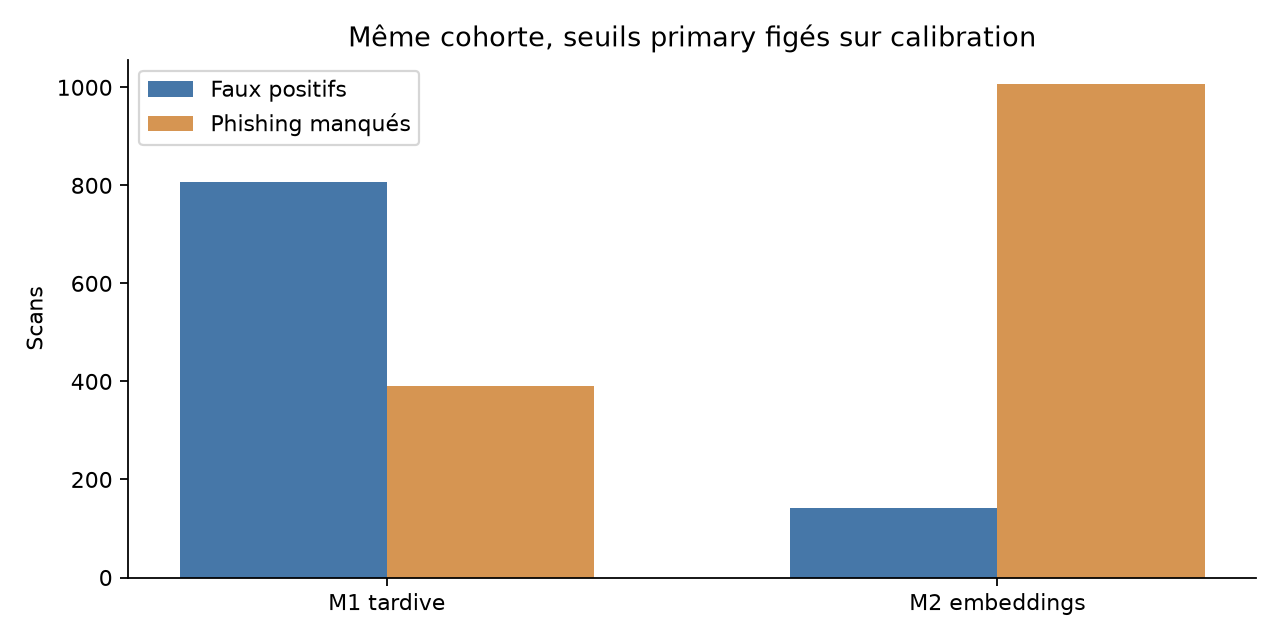 Même cohorte, seuils primary figés sur calibration
Faux positifs
Phishing manqués
1000
800
600
400
200
0
Scans
M1 tardive
M2 embeddings